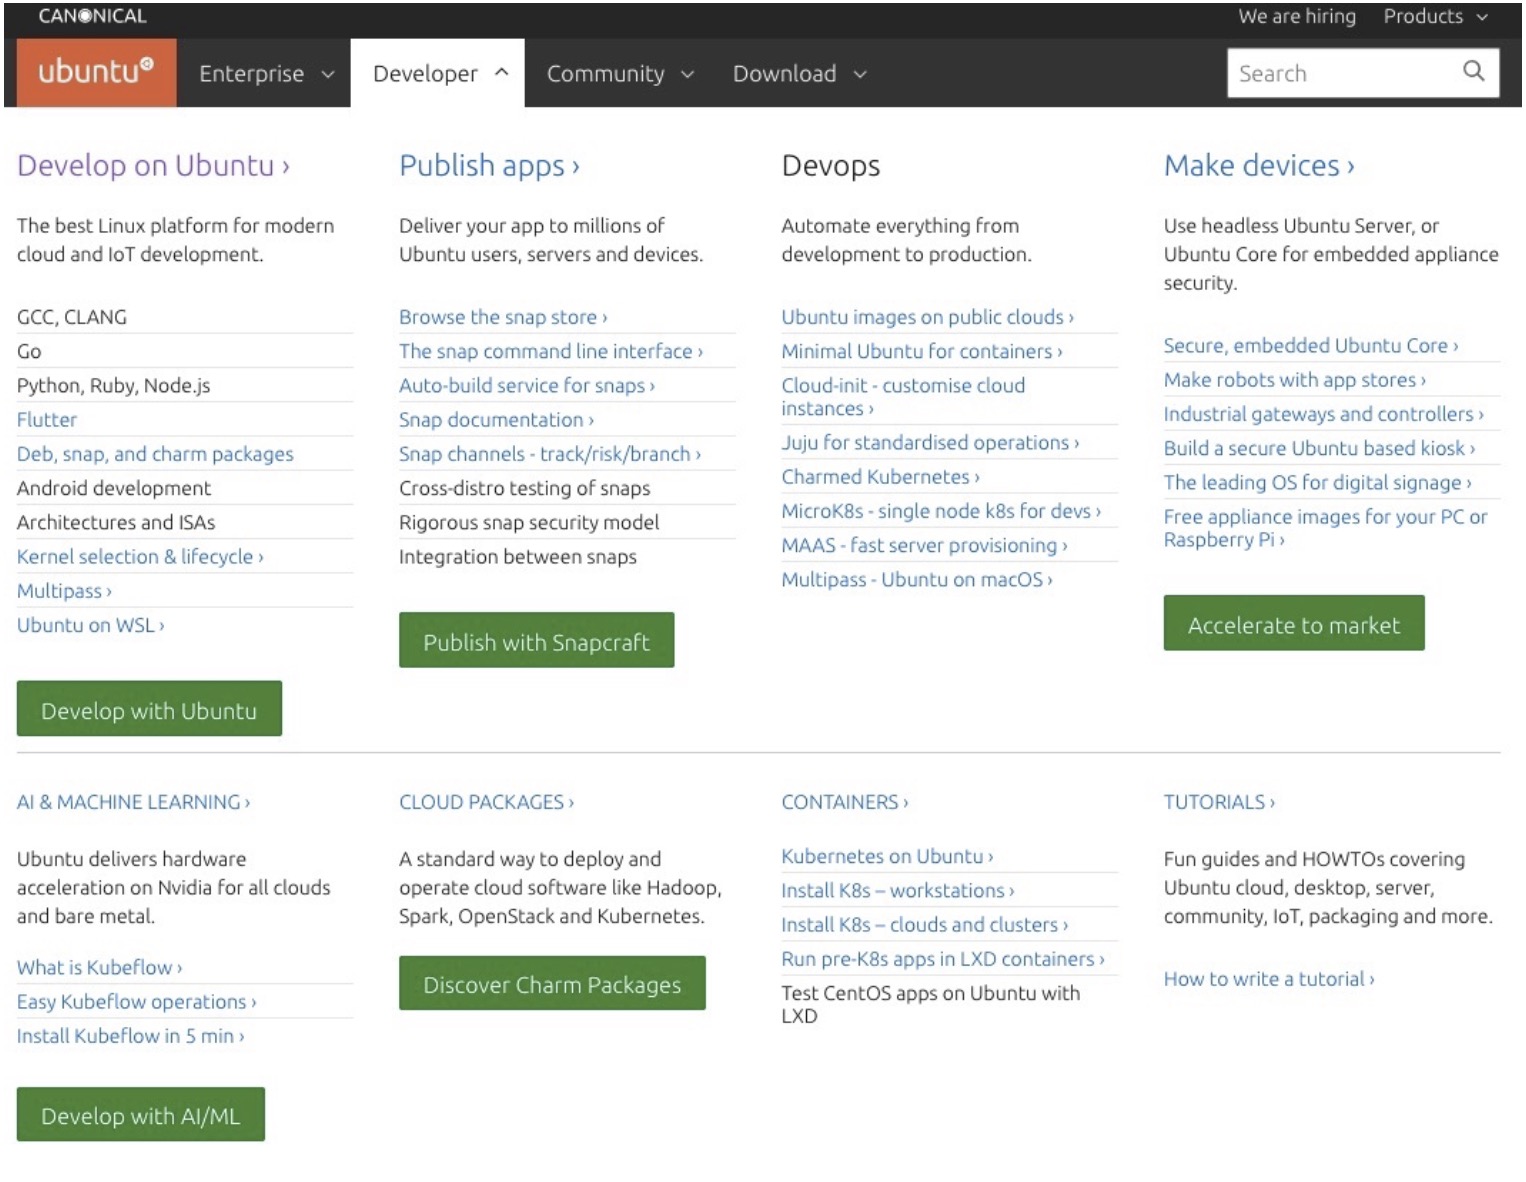 CANONICAL
We are hiring Products
ubuntu Enterprise Developer Community Download Search
Develop on Ubuntu ›
The best Linux platform for modern
cloud and IoT development.
GCC, CLANG
Go
Python, Ruby, Node.js
Flutter
Deb, snap, and charm packages
Android development
Architectures and ISAs
Kernel selection & lifecycle ›
Multipass ›
Ubuntu on WSL ›
Develop with Ubuntu
Publish apps ›
Deliver your app to millions of
Ubuntu users, servers and devices.
Browse the snap store ›
The snap command line interface ›
Auto-build service for snaps ›
Snap documentation ›
Snap channels - track/risk/branch ›
Cross-distro testing of snaps
Rigorous snap security model
Integration between snaps
Publish with Snapcraft
Devops
Automate everything from
development to production.
Ubuntu images on public clouds ›
Minimal Ubuntu for containers ›
Cloud-init - customise cloud
instances ›
Juju for standardised operations ›
Charmed Kubernetes ›
MicroK8s - single node k8s for devs ›
MAAS - fast server provisioning ›
Multipass - Ubuntu on macOS ›
Make devices ›
Use headless Ubuntu Server, or
Ubuntu Core for embedded appliance
security.
Secure, embedded Ubuntu Core ›
Make robots with app stores ›
Industrial gateways and controllers ›
Build a secure Ubuntu based kiosk ›
The leading OS for digital signage ›
Free appliance images for your PC or
Raspberry Pi ›
Accelerate to market
AI & MACHINE LEARNING ›
Ubuntu delivers hardware
acceleration on Nvidia for all clouds
and bare metal.
What is Kubeflow ›
Easy Kubeflow operations ›
Install Kubeflow in 5 min ›
Develop with AI/ML
CLOUD PACKAGES ›
A standard way to deploy and
operate cloud software like Hadoop,
Spark, OpenStack and Kubernetes.
Discover Charm Packages
CONTAINERS ›
Kubernetes on Ubuntu ›
Install K8s – workstations ›
Install K8s – clouds and clusters ›
Run pre-K8s apps in LXD containers ›
Test CentOS apps on Ubuntu with
LXD
TUTORIALS ›
Fun guides and HOWTOs covering
Ubuntu cloud, desktop, server,
community, IoT, packaging and more.
How to write a tutorial ›